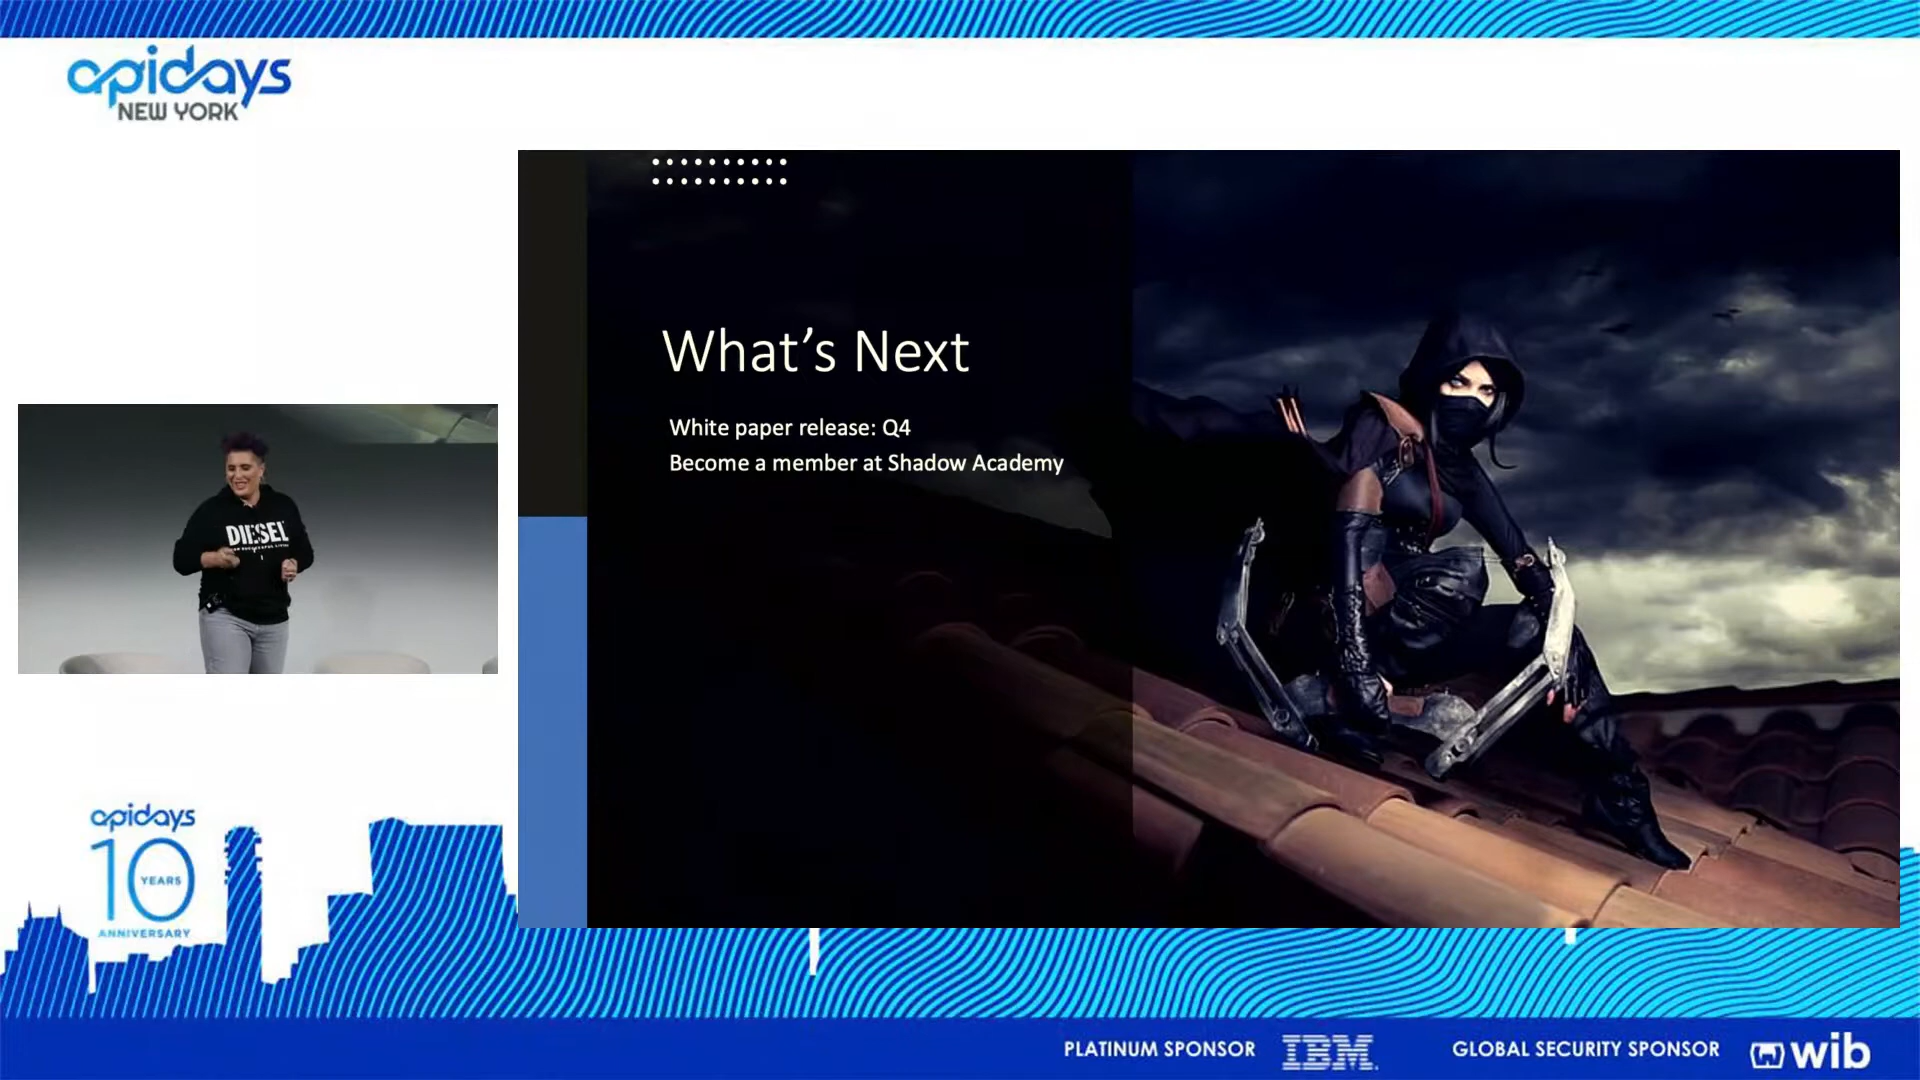 apidays
NEW YORK
What's Next
White paper release: Q4
Become a member at Shadow Academy
DIESEL
apidays
10
YEARS
ANNIVERSARY
PLATINUM SPONSOR
IBM
GLOBAL SECURITY SPONSOR
wib